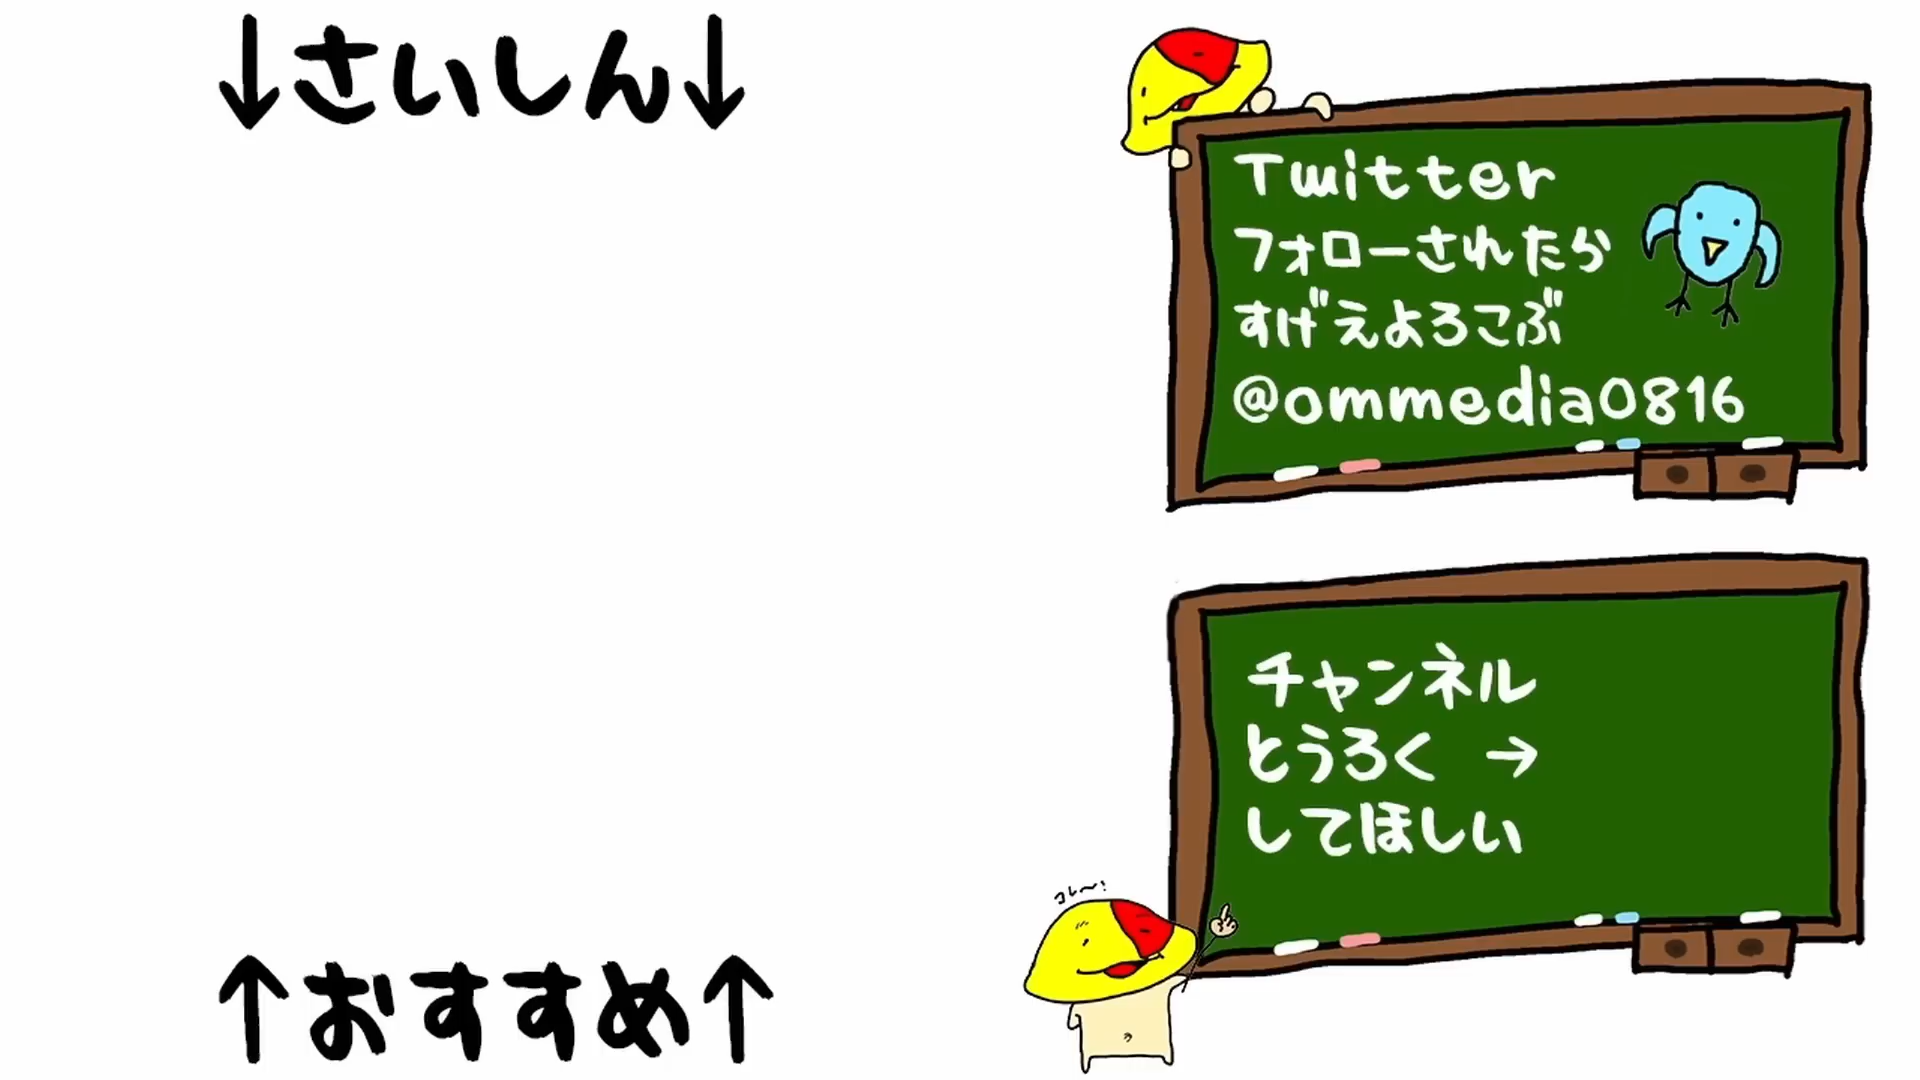 ↓さいしん↓
Twitter
フォローされたら
すげえよろこぶ
@ommedia0816
チャンネル
とうろく →
してほしい
コレ〜!
↑おすすめ↑